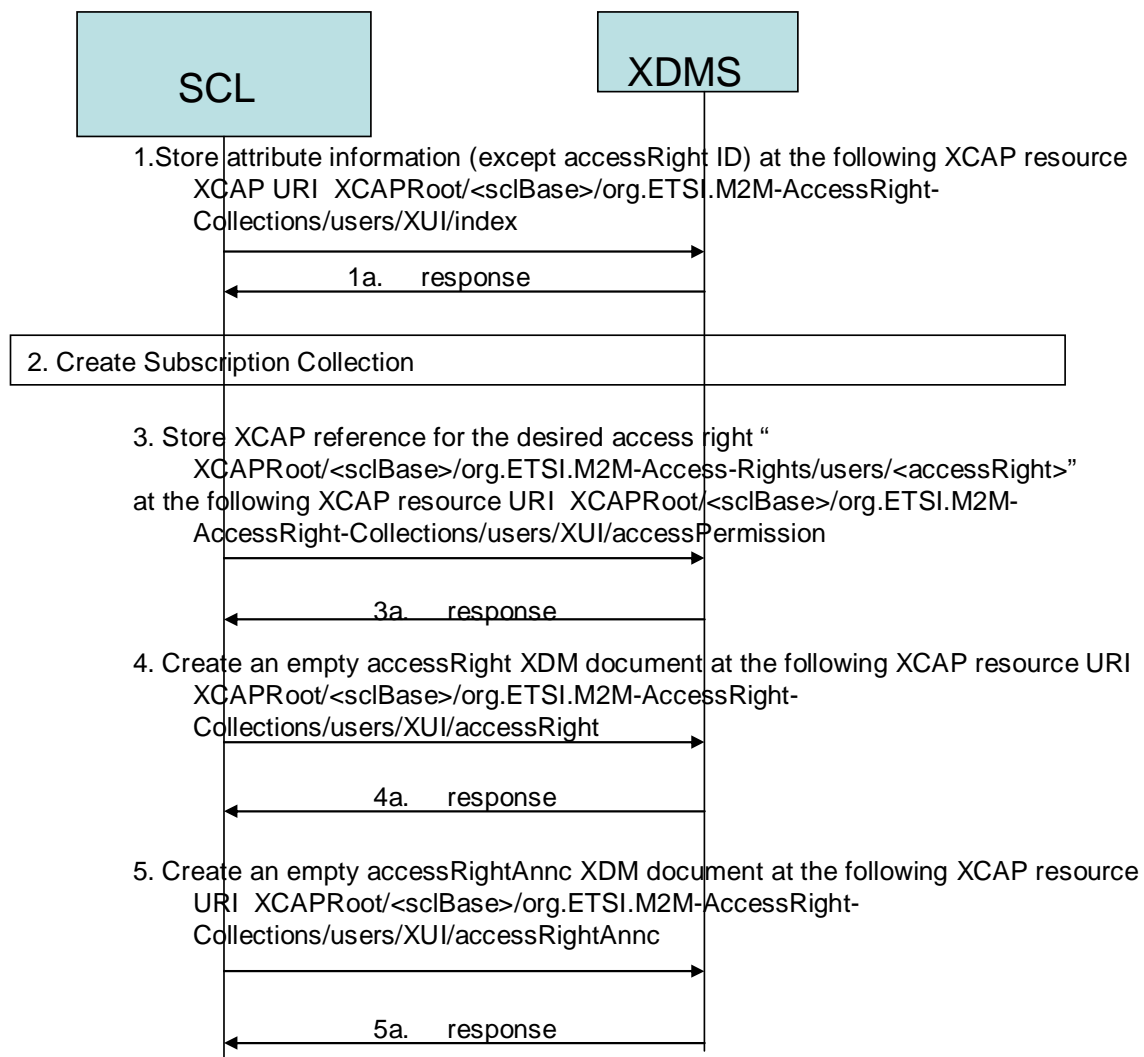 SCL
XDMS
1.Store attribute information (except accessRight ID) at the following XCAP resource
XCAP URI XCAPRoot/<sclBase>/org.ETSI.M2M-AccessRight-
Collections/users/XUI/index
1a. response
2. Create Subscription Collection
3. Store XCAP reference for the desired access right “
XCAPRoot/<sclBase>/org.ETSI.M2M-Access-Rights/users/<accessRight>”
at the following XCAP resource URI XCAPRoot/<sclBase>/org.ETSI.M2M-
AccessRight-Collections/users/XUI/accessPermission
3a. response
4. Create an empty accessRight XDM document at the following XCAP resource URI
XCAPRoot/<sclBase>/org.ETSI.M2M-AccessRight-
Collections/users/XUI/accessRight
4a. response
5. Create an empty accessRightAnnc XDM document at the following XCAP resource
URI XCAPRoot/<sclBase>/org.ETSI.M2M-AccessRight-
Collections/users/XUI/accessRightAnnc
5a. response